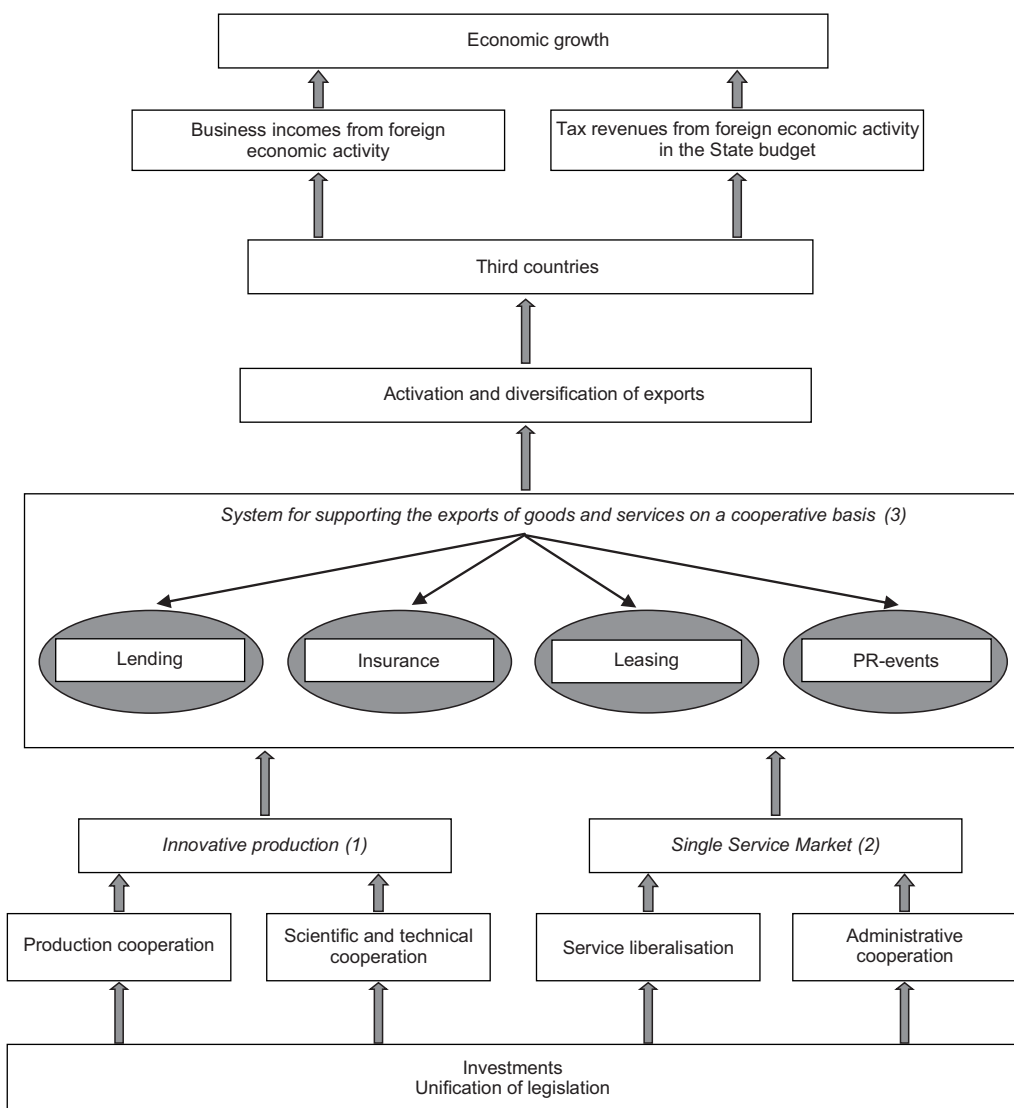 Economic growth
Business incomes from foreign
economic activity
Tax revenues from foreign economic activity
in the State budget
Third countries
Activation and diversification of exports
System for supporting the exports of goods and services on a cooperative basis (3)
Lending
Insurance
Leasing
PR-events
Innovative production (1)
Single Service Market (2)
Production cooperation
Scientific and technical
cooperation
Service liberalisation
Administrative
cooperation
Investments
Unification of legislation